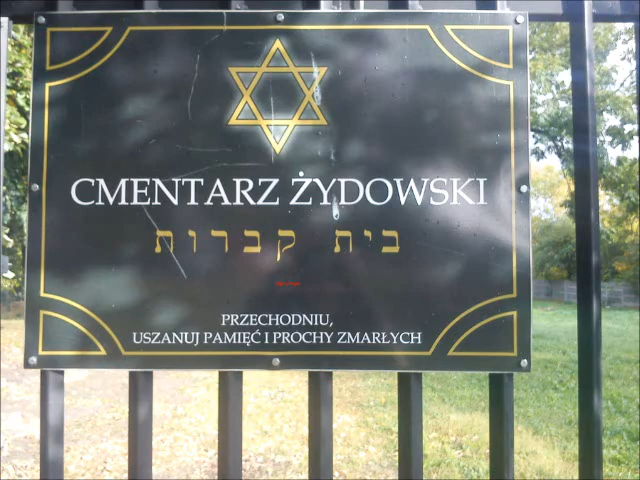 CMENTARZ ŻYDOWSKI
בית קברות
PRZECHODNIU,
USZANUJ PAMIĘĆ I PROCHY ZMARŁYCH